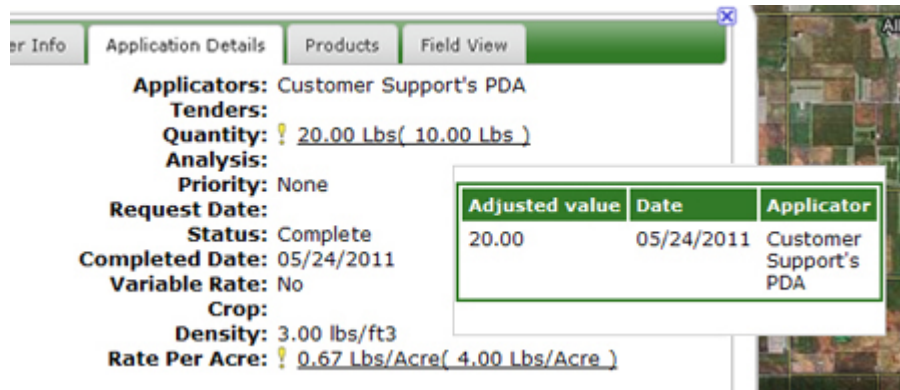 er Info Application Details Products Field View
Applicators: Customer Support's PDA
Tenders:
Quantity: ! 20.00 Lbs( 10.00 Lbs )
Analysis:
Priority: None
Request Date:
Status: Complete
Completed Date: 05/24/2011
Variable Rate: No
Crop:
Density: 3.00 lbs/ft3
Rate Per Acre: ! 0.67 Lbs/Acre( 4.00 Lbs/Acre )
Adjusted value Date Applicator
20.00 05/24/2011 Customer
Support's
PDA